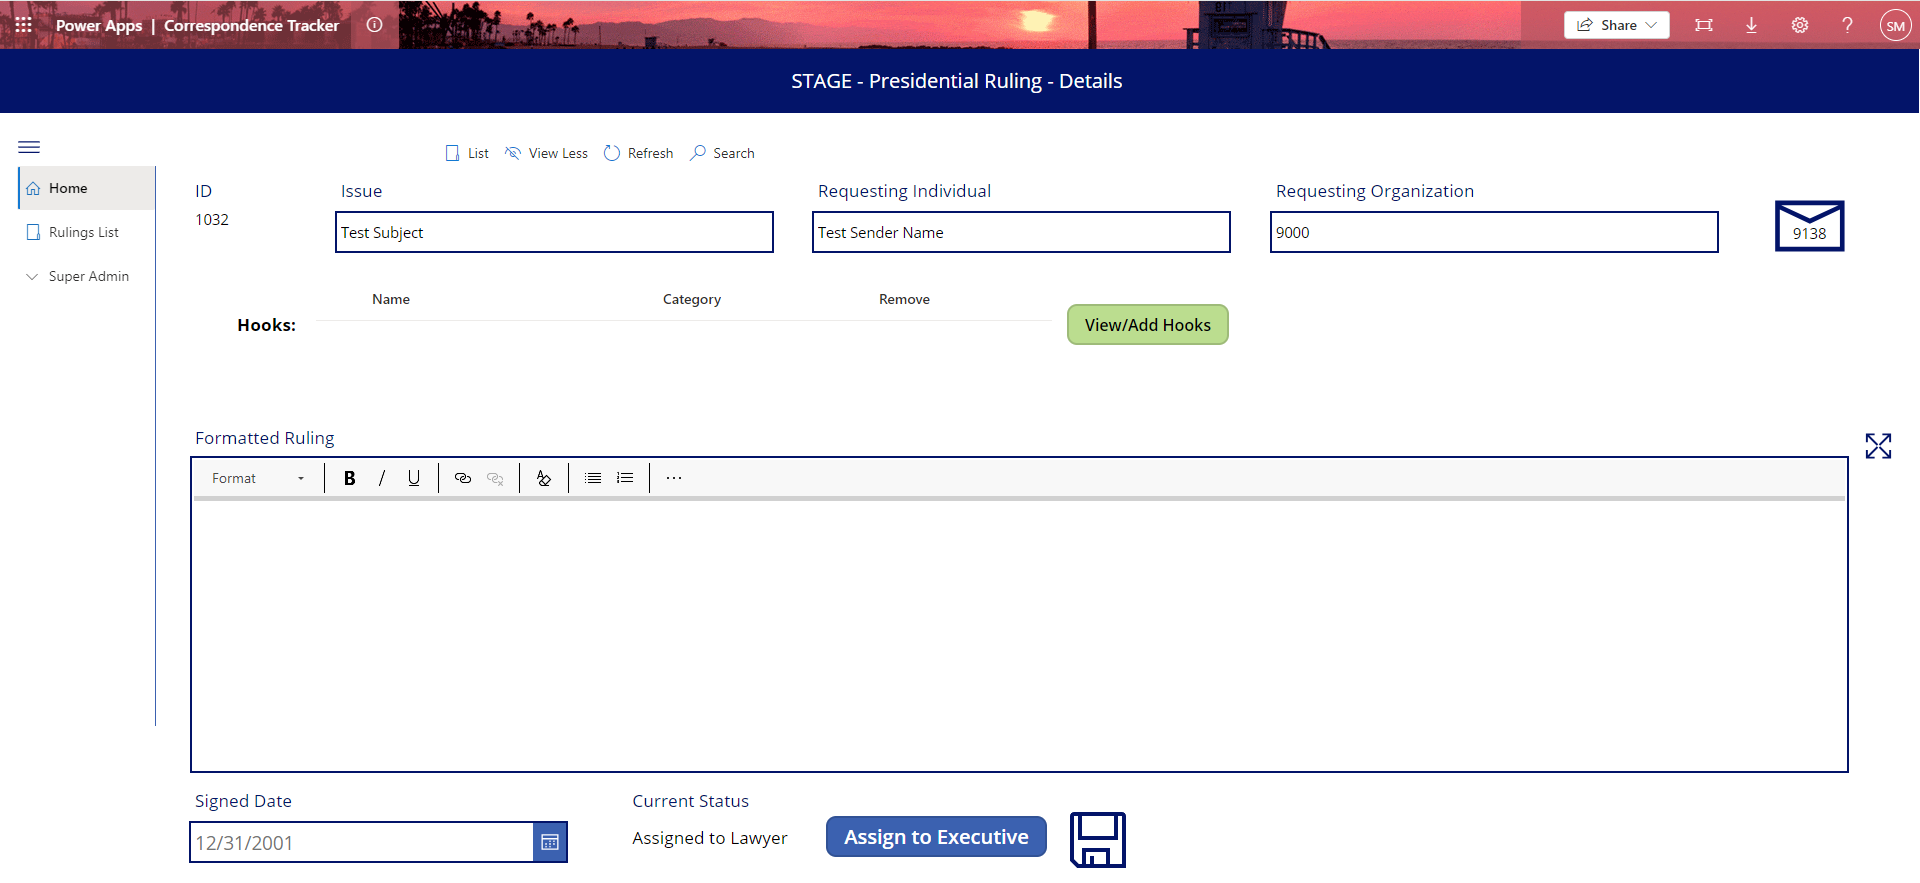 Power Apps | Correspondence Tracker
Share
?
SM
STAGE - Presidential Ruling - Details
List View Less Refresh Search
Home
Rulings List
Super Admin
ID Issue Requesting Individual Requesting Organization
1032 Test Subject Test Sender Name 9000 9138
Name Category Remove
Hooks: View/Add Hooks
Formatted Ruling
Format B / U ...
Signed Date Current Status
12/31/2001 Assigned to Lawyer Assign to Executive